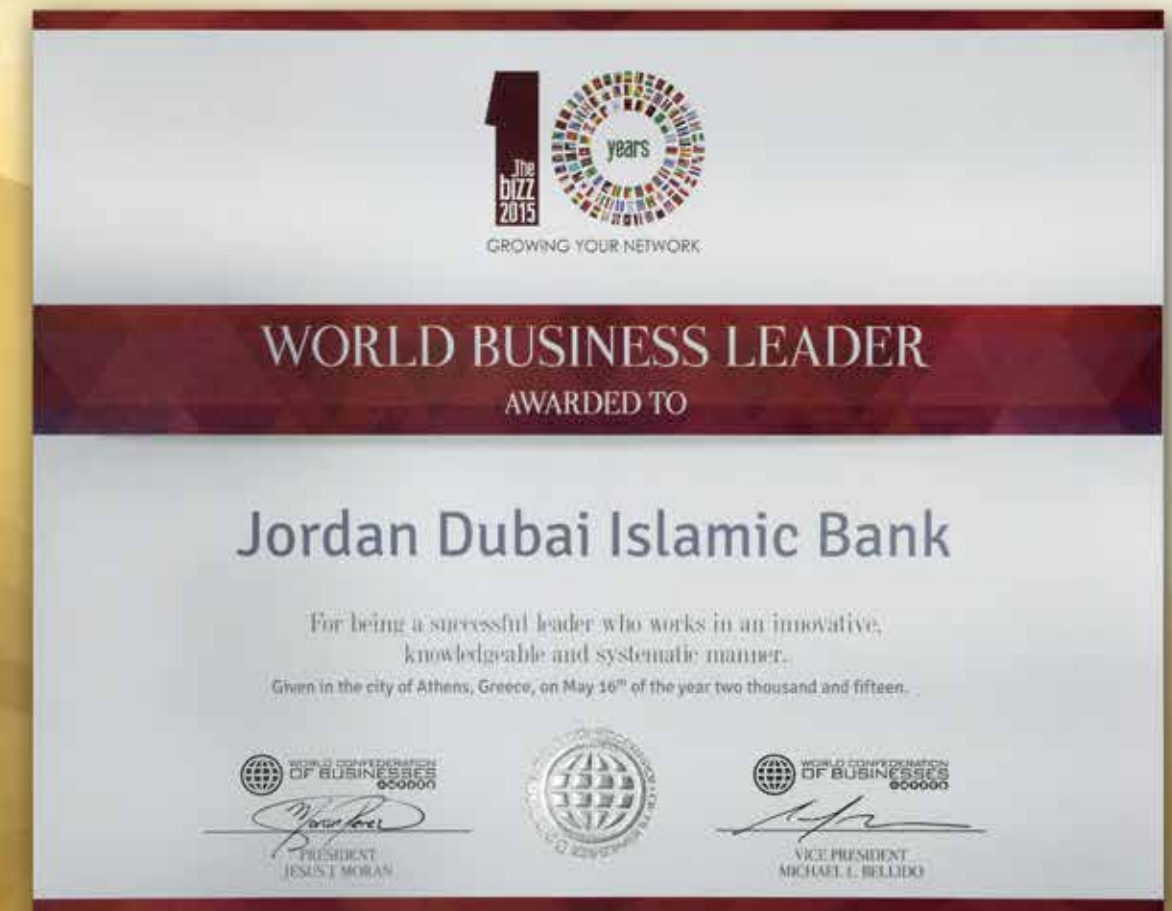 10 years
The
bizz
2015
GROWING YOUR NETWORK
WORLD BUSINESS LEADER
AWARDED TO
Jordan Dubai Islamic Bank
For being a successful leader who works in an innovative,
knowledgeable and systematic manner.
Given in the city of Athens, Greece, on May 16th of the year two thousand and fifteen.
WORLD CONFEDERATION
OF BUSINESSES
PRESIDENT
JESUS J. MORAN
WORLD CONFEDERATION
OF BUSINESSES
VICE PRESIDENT
MICHAEL L. BELLIDO